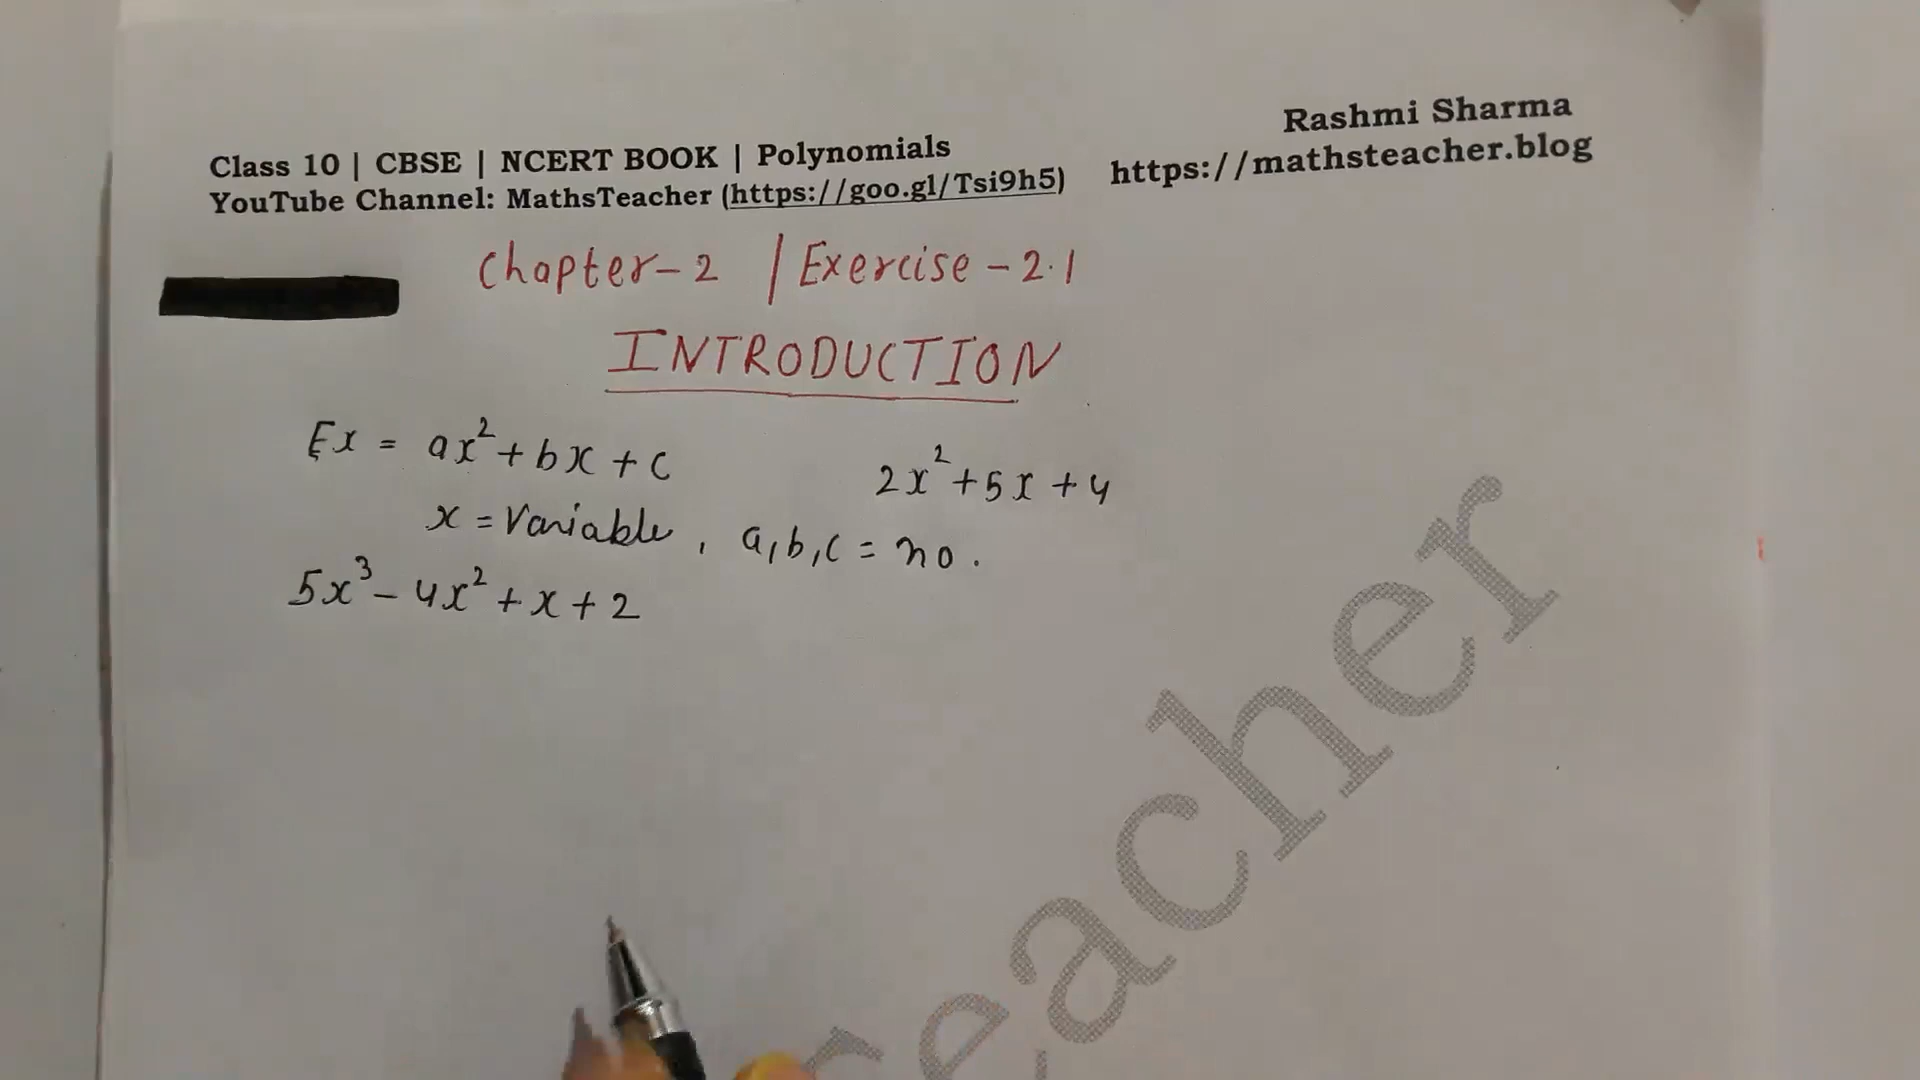 Rashmi Sharma
Class 10 | CBSE | NCERT BOOK | Polynomials
https://mathsteacher.blog
YouTube Channel: MathsTeacher (https://goo.gl/Tsi9h5)
Chapter-2 | Exercise-2.1
INTRODUCTION
Ex = ax²+bx+c
2x²+5x+4
x = Variable, a,b,c = no.
5x³-4x²+x+2
eacher